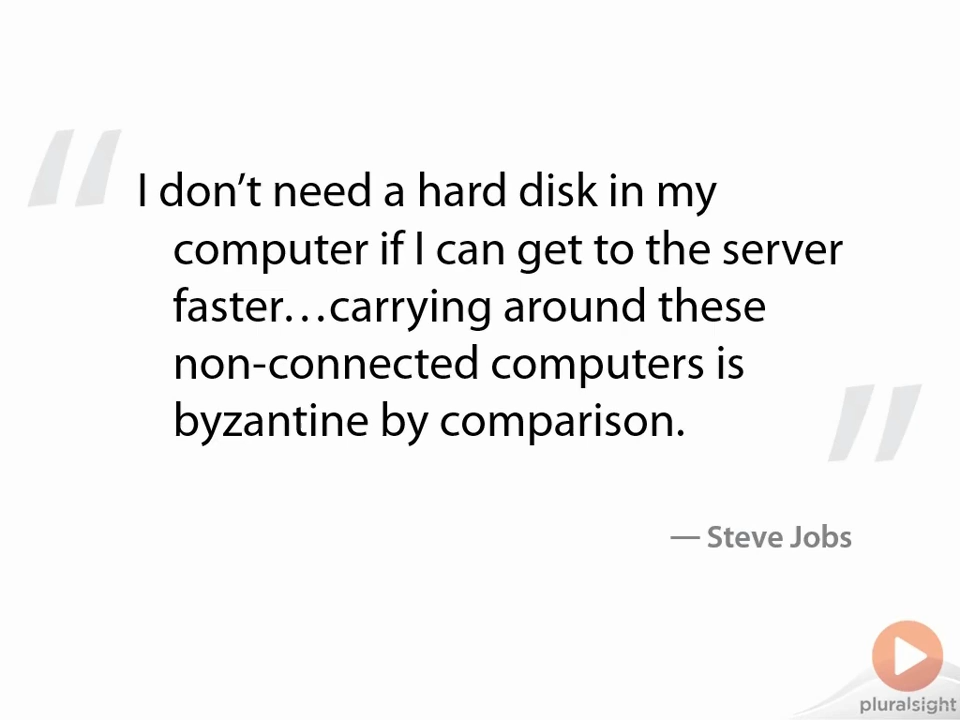 “
I don’t need a hard disk in my
computer if I can get to the server
faster…carrying around these
non-connected computers is
byzantine by comparison.
”
— Steve Jobs
pluralsight